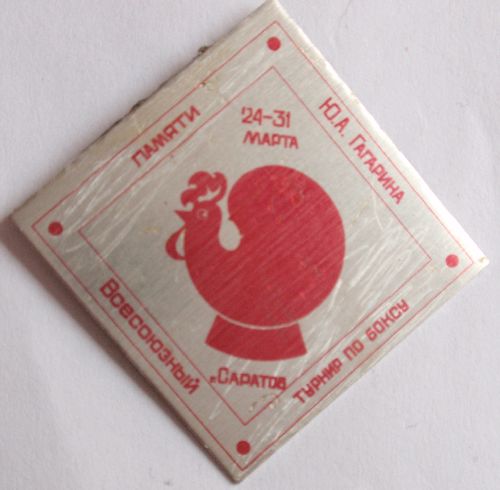 Всесоюзный
турнир по боксу
памяти
Ю.А. Гагарина
'24-31
марта
г. Саратов